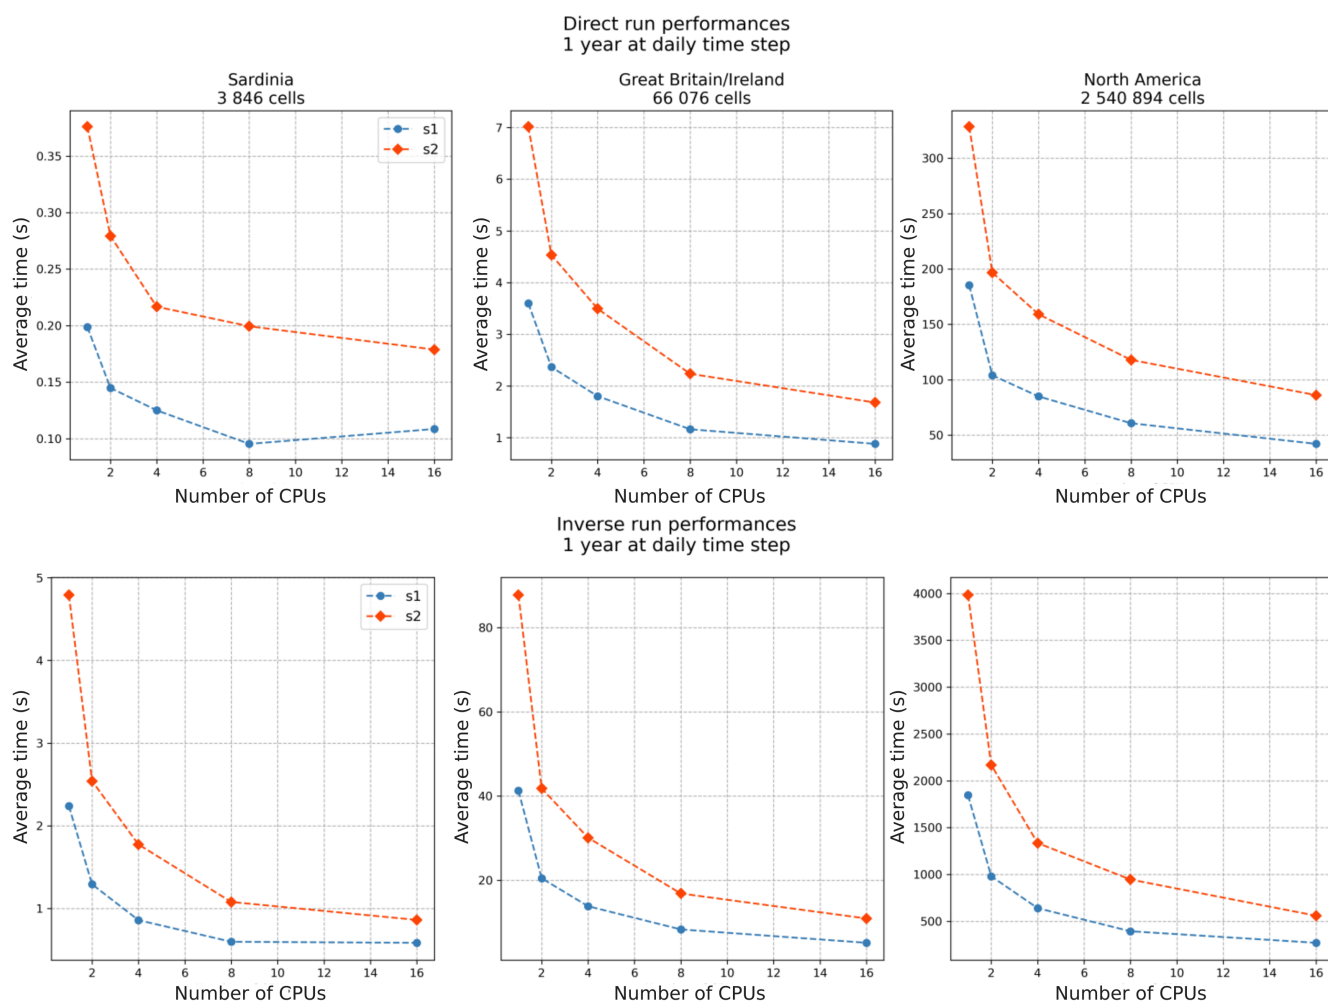 Direct run performances
1 year at daily time step
Sardinia
3 846 cells
Great Britain/Ireland
66 076 cells
North America
2 540 894 cells
s1
s2
Average time (s)
0.35
0.30
0.25
0.20
0.15
0.10
2 4 6 8 10 12 14 16
Number of CPUs
Average time (s)
7
6
5
4
3
2
1
2 4 6 8 10 12 14 16
Number of CPUs
Average time (s)
300
250
200
150
100
50
2 4 6 8 10 12 14 16
Number of CPUs
Inverse run performances
1 year at daily time step
s1
s2
Average time (s)
5
4
3
2
1
2 4 6 8 10 12 14 16
Number of CPUs
Average time (s)
80
60
40
20
2 4 6 8 10 12 14 16
Number of CPUs
Average time (s)
4000
3500
3000
2500
2000
1500
1000
500
2 4 6 8 10 12 14 16
Number of CPUs